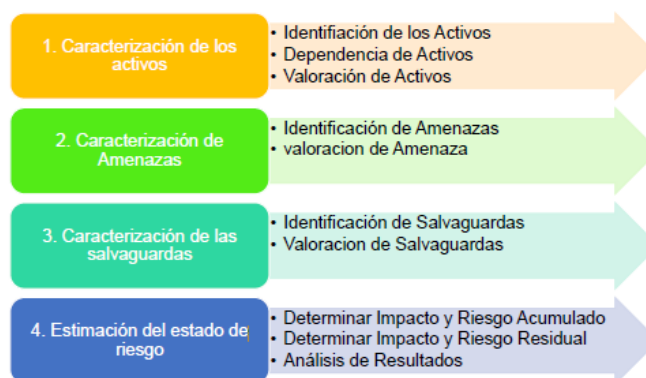 1. Caracterización de los
activos
• Identifiación de los Activos
• Dependencia de Activos
• Valoración de Activos
2. Caracterización de
Amenazas
• Identificación de Amenazas
• valoracion de Amenaza
3. Caracterización de las
salvaguardas
• Identificación de Salvaguardas
• Valoracion de Salvaguardas
4. Estimación del estado de
riesgo
• Determinar Impacto y Riesgo Acumulado
• Determinar Impacto y Riesgo Residual
• Análisis de Resultados